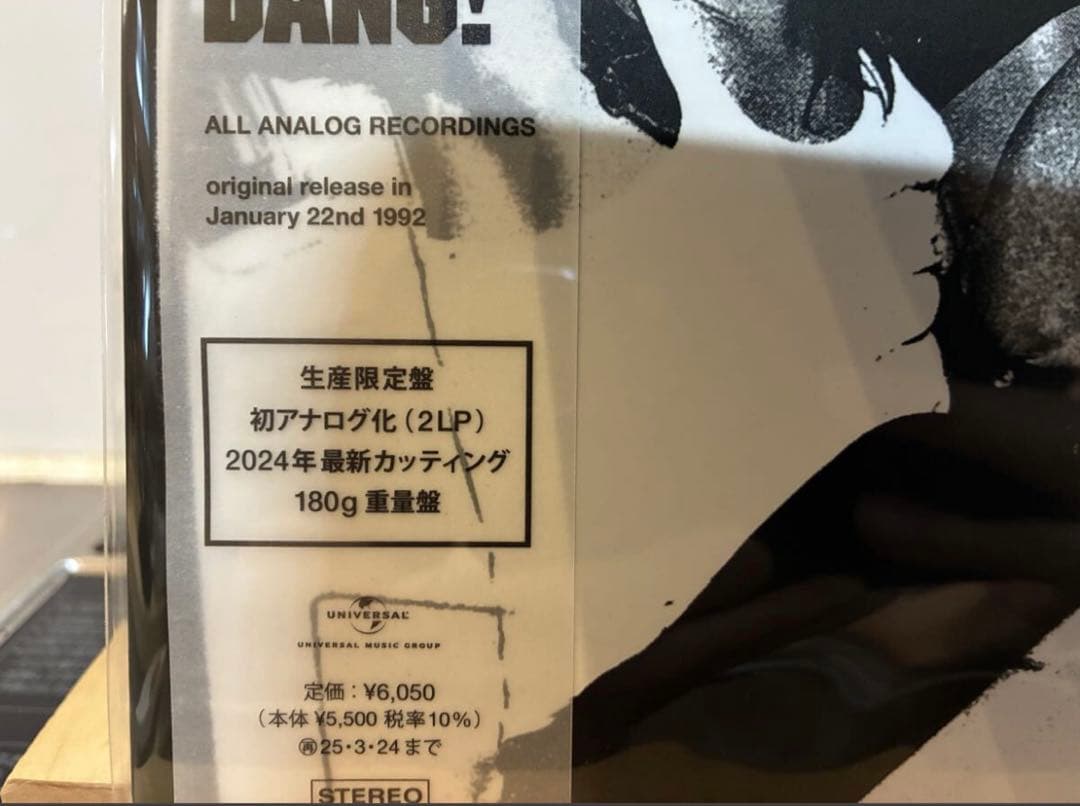 BANG!
ALL ANALOG RECORDINGS
original release in
January 22nd 1992
生産限定盤
初アナログ化(2LP)
2024年最新カッティング
180g 重量盤
UNIVERSAL
UNIVERSAL MUSIC GROUP
定価:¥6,050
(本体 ¥5,500 税率10%)
㊢25・3・24まで
STEREO